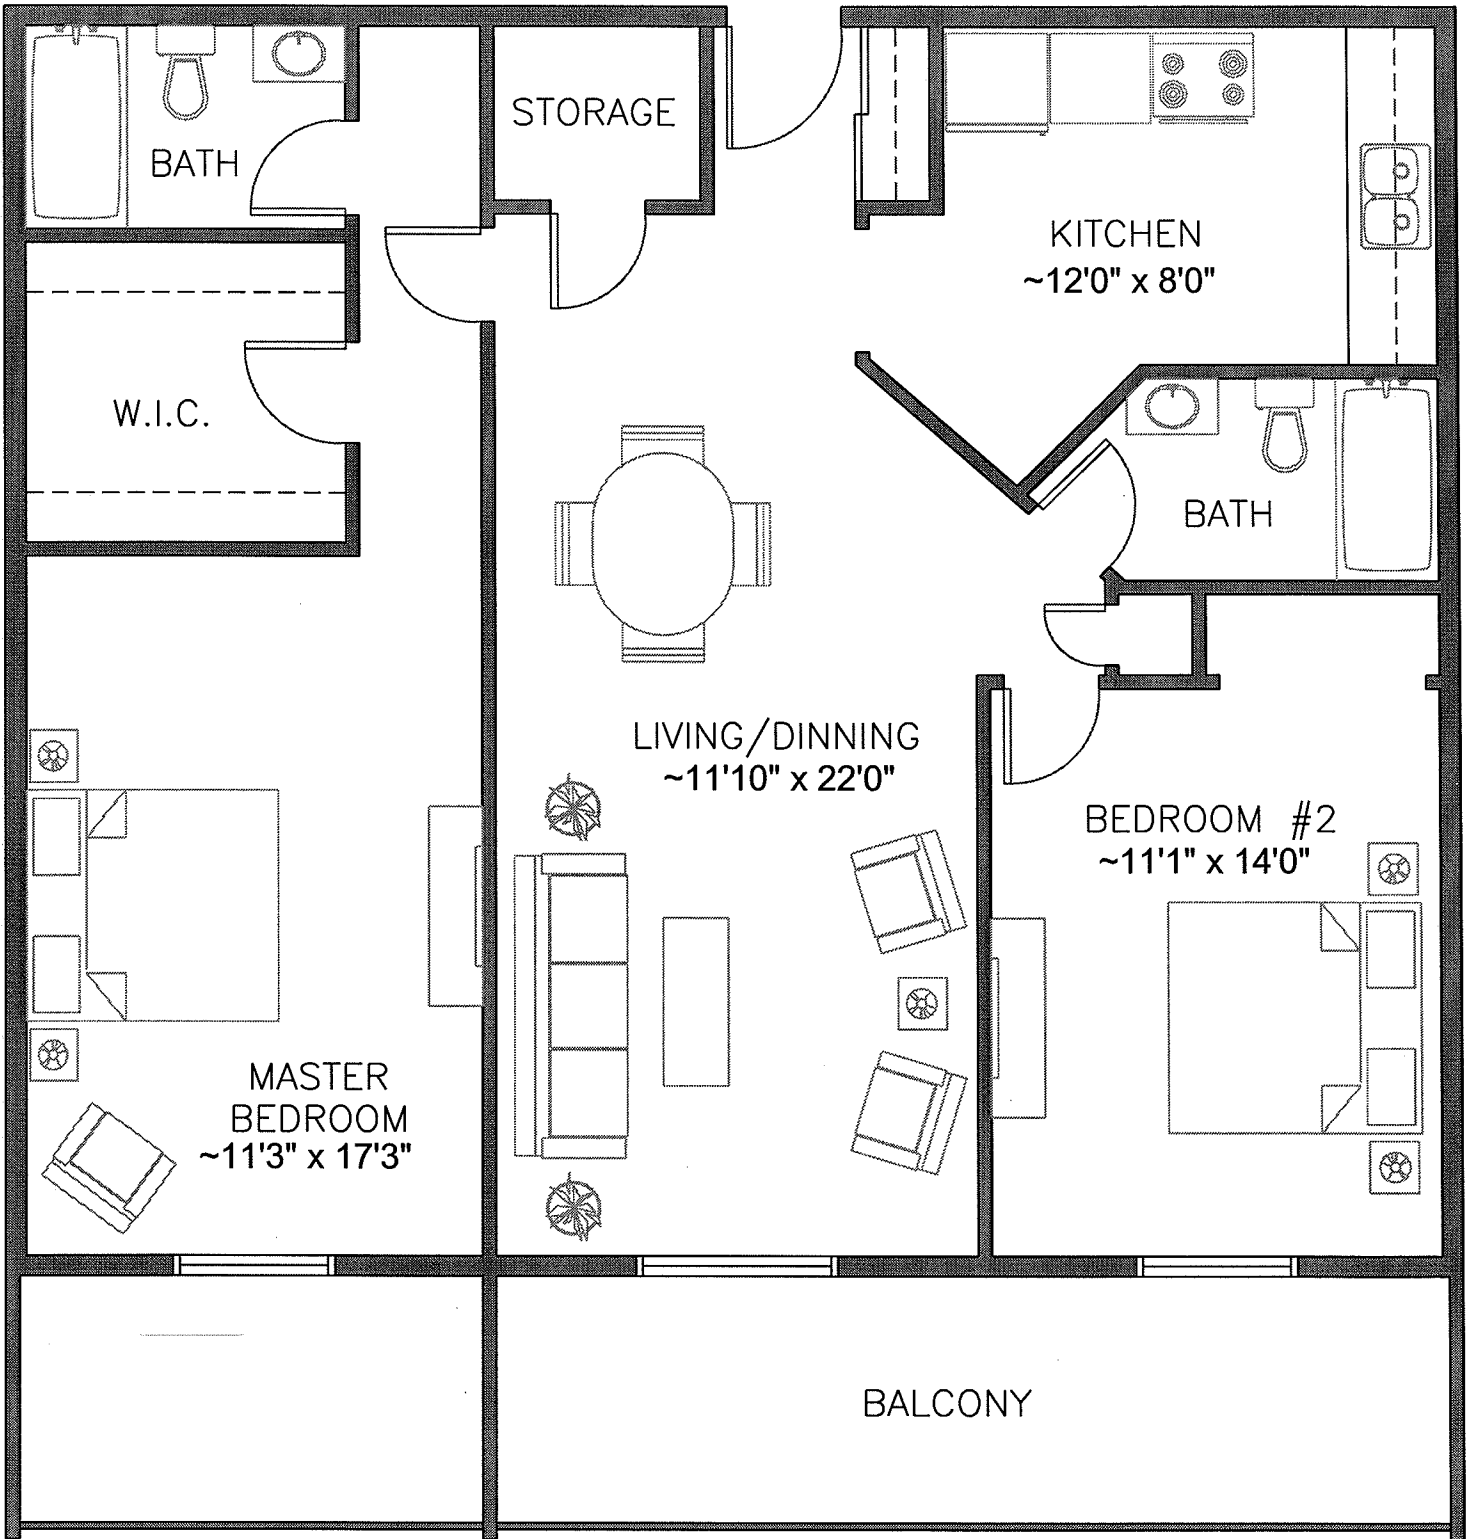 STORAGE
BATH
KITCHEN
~12'0" x 8'0"
W.I.C.
BATH
LIVING/DINNING
~11'10" x 22'0"
BEDROOM #2
~11'1" x 14'0"
MASTER
BEDROOM
~11'3" x 17'3"
BALCONY